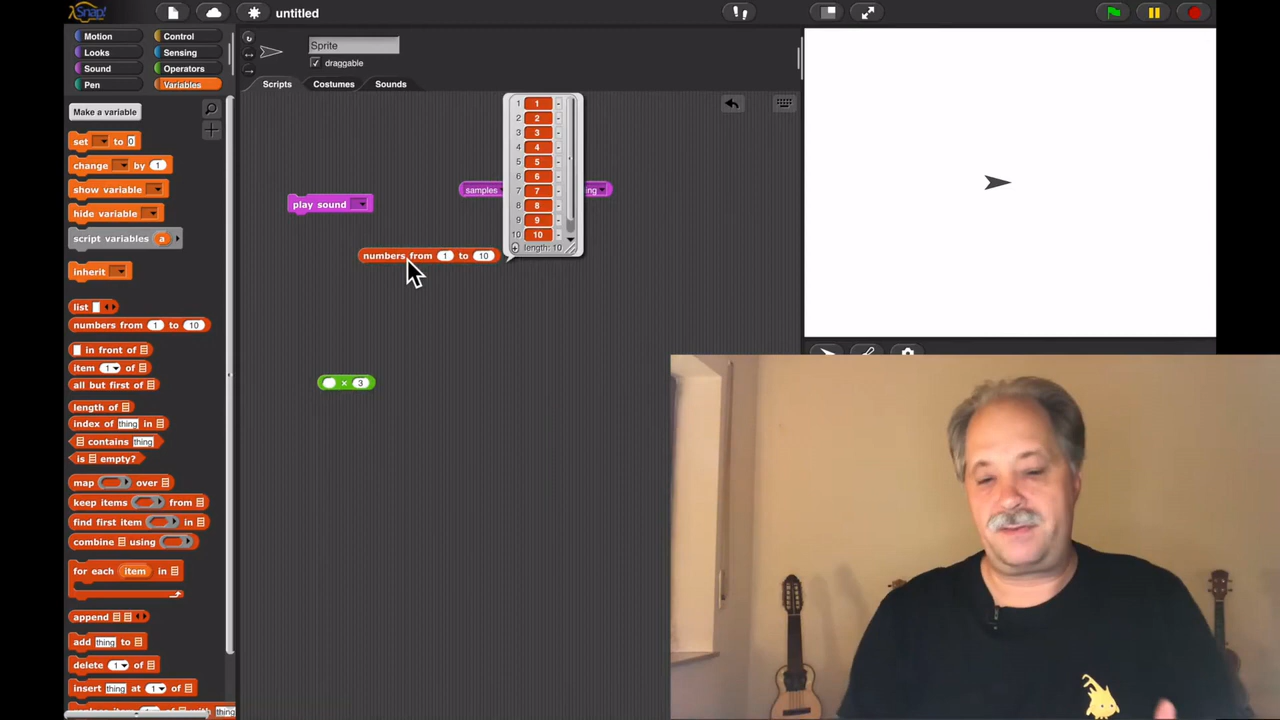 Snap!
untitled
Motion
Control
Looks
Sensing
Sound
Operators
Pen
Variables
Sprite
draggable
Scripts
Costumes
Sounds
Make a variable
set to 0
change by 1
show variable
hide variable
script variables a
inherit
list
numbers from 1 to 10
in front of
item 1 of
all but first of
length of
index of thing in
contains thing
is empty?
map over
keep items from
find first item in
combine using
for each item in
append
add thing to
delete 1 of
insert thing at 1 of
with thing
play sound
samples
numbers from 1 to 10
× 3
1 1
2 2
3 3
4 4
5 5
6 6
7 7
8 8
9 9
10 10
length: 10